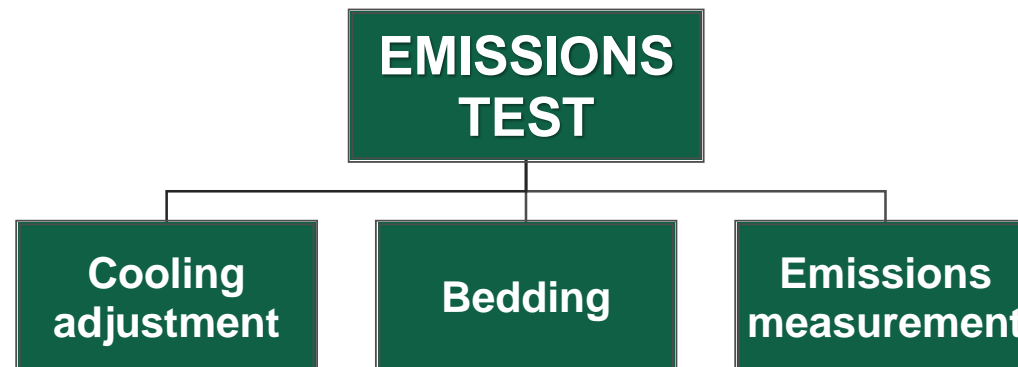 EMISSIONS
TEST
Cooling
adjustment
Bedding
Emissions
measurement